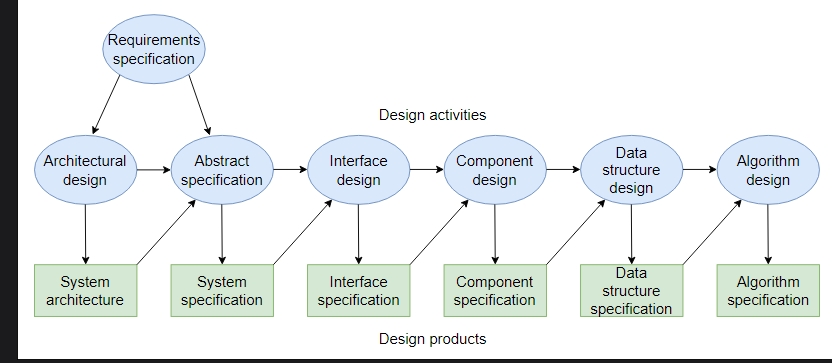 Requirements
specification
Design activities
Architectural
design
Abstract
specification
Interface
design
Component
design
Data
structure
design
Algorithm
design
System
architecture
System
specification
Interface
specification
Component
specification
Data
structure
specification
Algorithm
specification
Design products